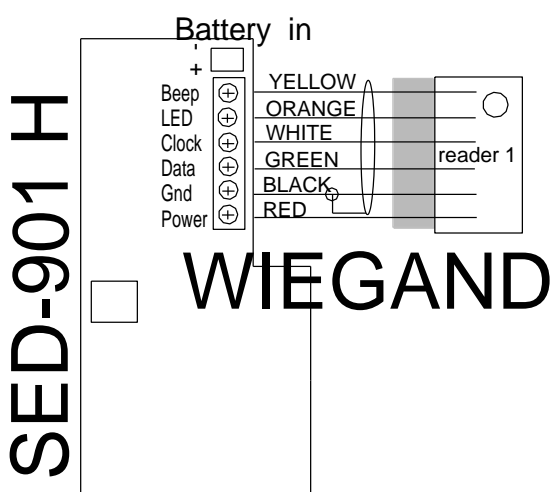 Battery in
-
+
Beep YELLOW
LED ORANGE
Clock WHITE
Data GREEN
Gnd BLACK
Power RED
reader 1
WIEGAND
SED-901 H